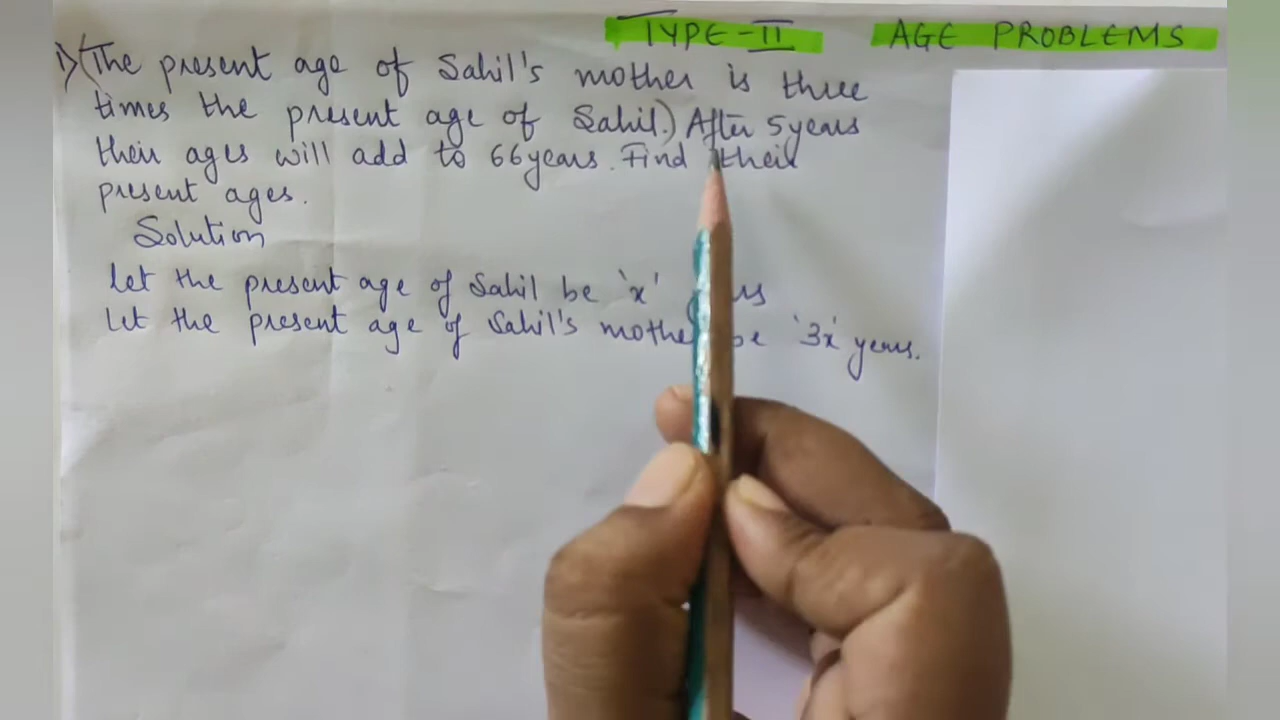 TYPE-II AGE PROBLEMS
1) (The present age of Sahil's mother is three
times the present age of Sahil.) After 5years
their ages will add to 66years. Find their
present ages.
Solution
let the present age of Sahil be 'x'
Let the present age of Sahil's be '3x' years.